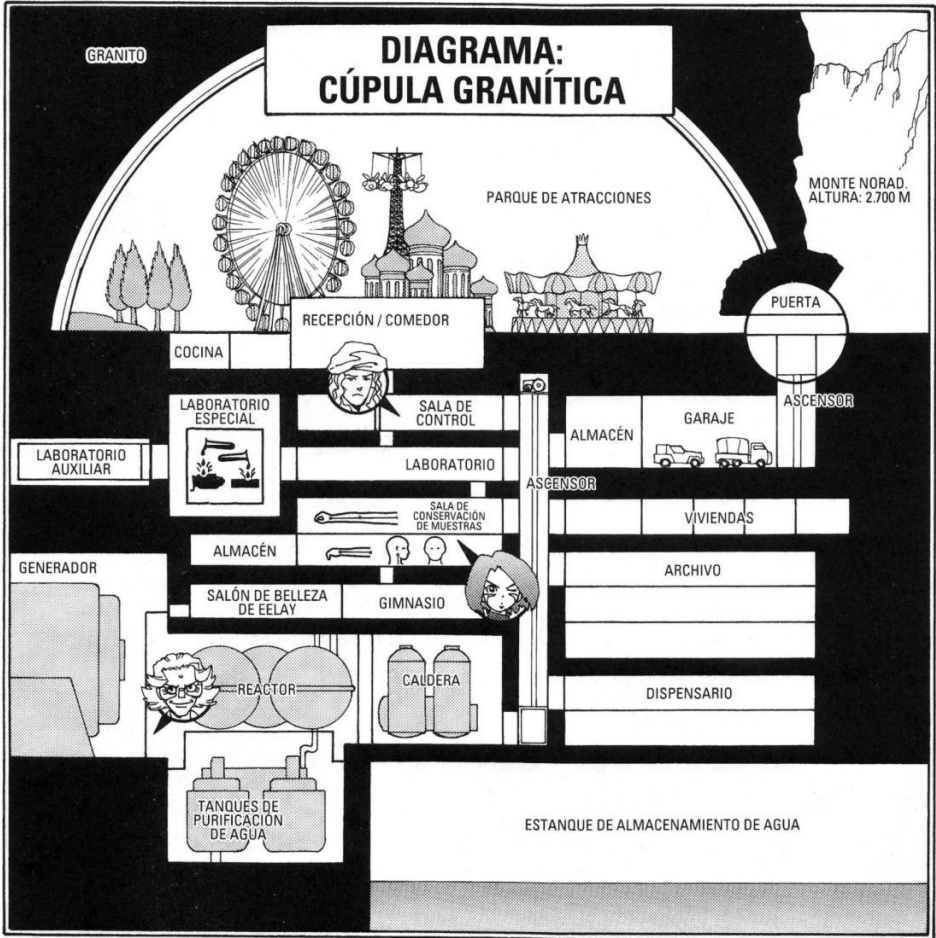 DIAGRAMA:
CÚPULA GRANÍTICA
GRANITO
PARQUE DE ATRACCIONES
MONTE NORAD.
ALTURA: 2.700 M
PUERTA
RECEPCIÓN / COMEDOR
COCINA
ASCENSOR
LABORATORIO
ESPECIAL
SALA DE
CONTROL
ALMACÉN
GARAJE
LABORATORIO
AUXILIAR
LABORATORIO
ASCENSOR
SALA DE
CONSERVACIÓN
DE MUESTRAS
VIVIENDAS
ALMACÉN
GENERADOR
ARCHIVO
SALÓN DE BELLEZA
DE EELAY
GIMNASIO
REACTOR
CALDERA
DISPENSARIO
TANQUES DE
PURIFICACIÓN
DE AGUA
ESTANQUE DE ALMACENAMIENTO DE AGUA